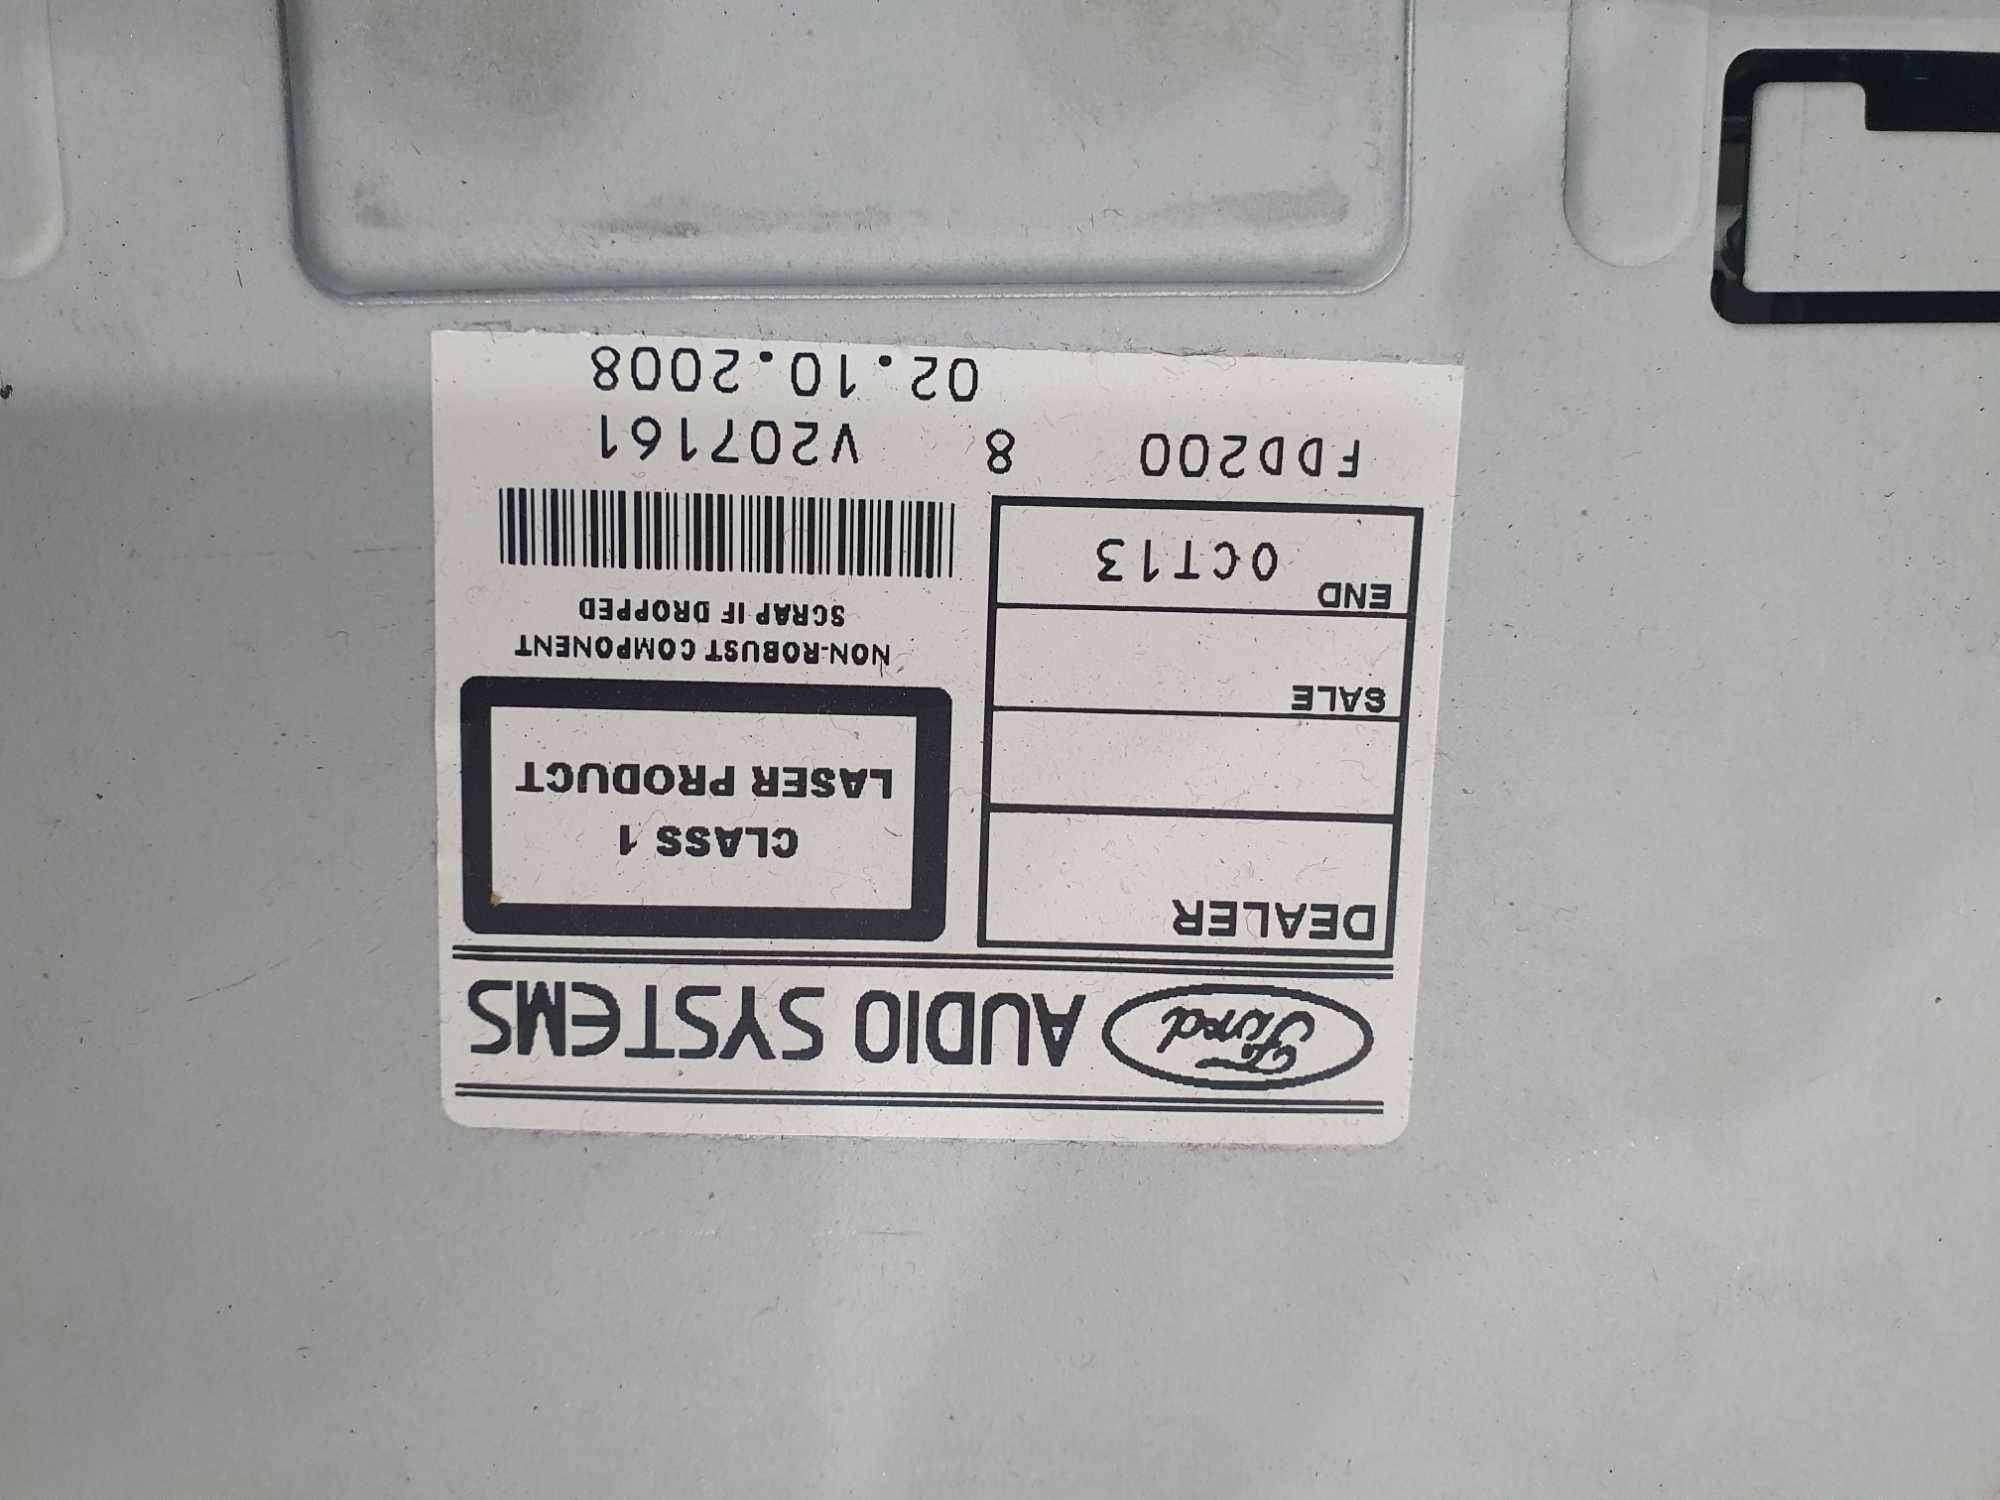 Ford AUDIO SYSTEMS
DEALER
SALE
END
OCT13
CLASS 1
LASER PRODUCT
NON-ROBUST COMPONENT
SCRAP IF DROPPED
FDD200 8 V207161
02.10.2008